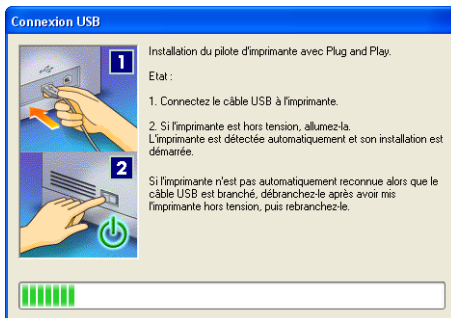 Connexion USB
1
Installation du pilote d'imprimante avec Plug and Play.
Etat :
1. Connectez le câble USB à l'imprimante.
2. Si l'imprimante est hors tension, allumez-la.
L'imprimante est détectée automatiquement et son installation est
démarrée.
2
Si l'imprimante n'est pas automatiquement reconnue alors que le
câble USB est branché, débranchez-le après avoir mis
l'imprimante hors tension, puis rebranchez-le.